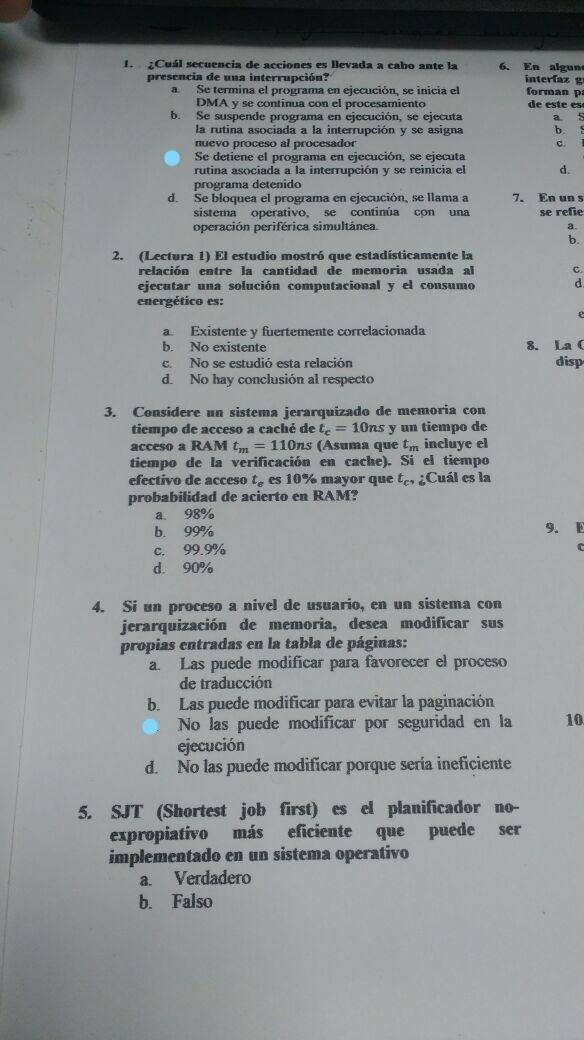 1. ¿Cuál secuencia de acciones es llevada a cabo ante la
presencia de una interrupción?
a. Se termina el programa en ejecución, se inicia el
DMA y se continua con el procesamiento
b. Se suspende programa en ejecución, se ejecuta
la rutina asociada a la interrupción y se asigna
nuevo proceso al procesador
Se detiene el programa en ejecución, se ejecuta
rutina asociada a la interrupción y se reinicia el
programa detenido
d. Se bloquea el programa en ejecución, se llama a
sistema operativo, se continúa con una
operación periférica simultánea.
2. (Lectura 1) El estudio mostró que estadísticamente la
relación entre la cantidad de memoria usada al
ejecutar una solución computacional y el consumo
energético es:
a. Existente y fuertemente correlacionada
b. No existente
c. No se estudió esta relación
d. No hay conclusión al respecto
3. Considere un sistema jerarquizado de memoria con
tiempo de acceso a caché de tc = 10ns y un tiempo de
acceso a RAM tm = 110ns (Asuma que tm incluye el
tiempo de la verificación en cache). Si el tiempo
efectivo de acceso te es 10% mayor que tc, ¿Cuál es la
probabilidad de acierto en RAM?
a. 98%
b. 99%
c. 99.9%
d. 90%
4. Si un proceso a nivel de usuario, en un sistema con
jerarquización de memoria, desea modificar sus
propias entradas en la tabla de páginas:
a. Las puede modificar para favorecer el proceso
de traducción
b. Las puede modificar para evitar la paginación
No las puede modificar por seguridad en la
ejecución
d. No las puede modificar porque sería ineficiente
5. SJT (Shortest job first) es el planificador no-
expropiativo más eficiente que puede ser
implementado en un sistema operativo
a. Verdadero
b. Falso
6. En
interfaz
forman
de este
a.
b.
c.
d.
7. En un
se
a.
b.
c.
d
e
8. La
9.
10